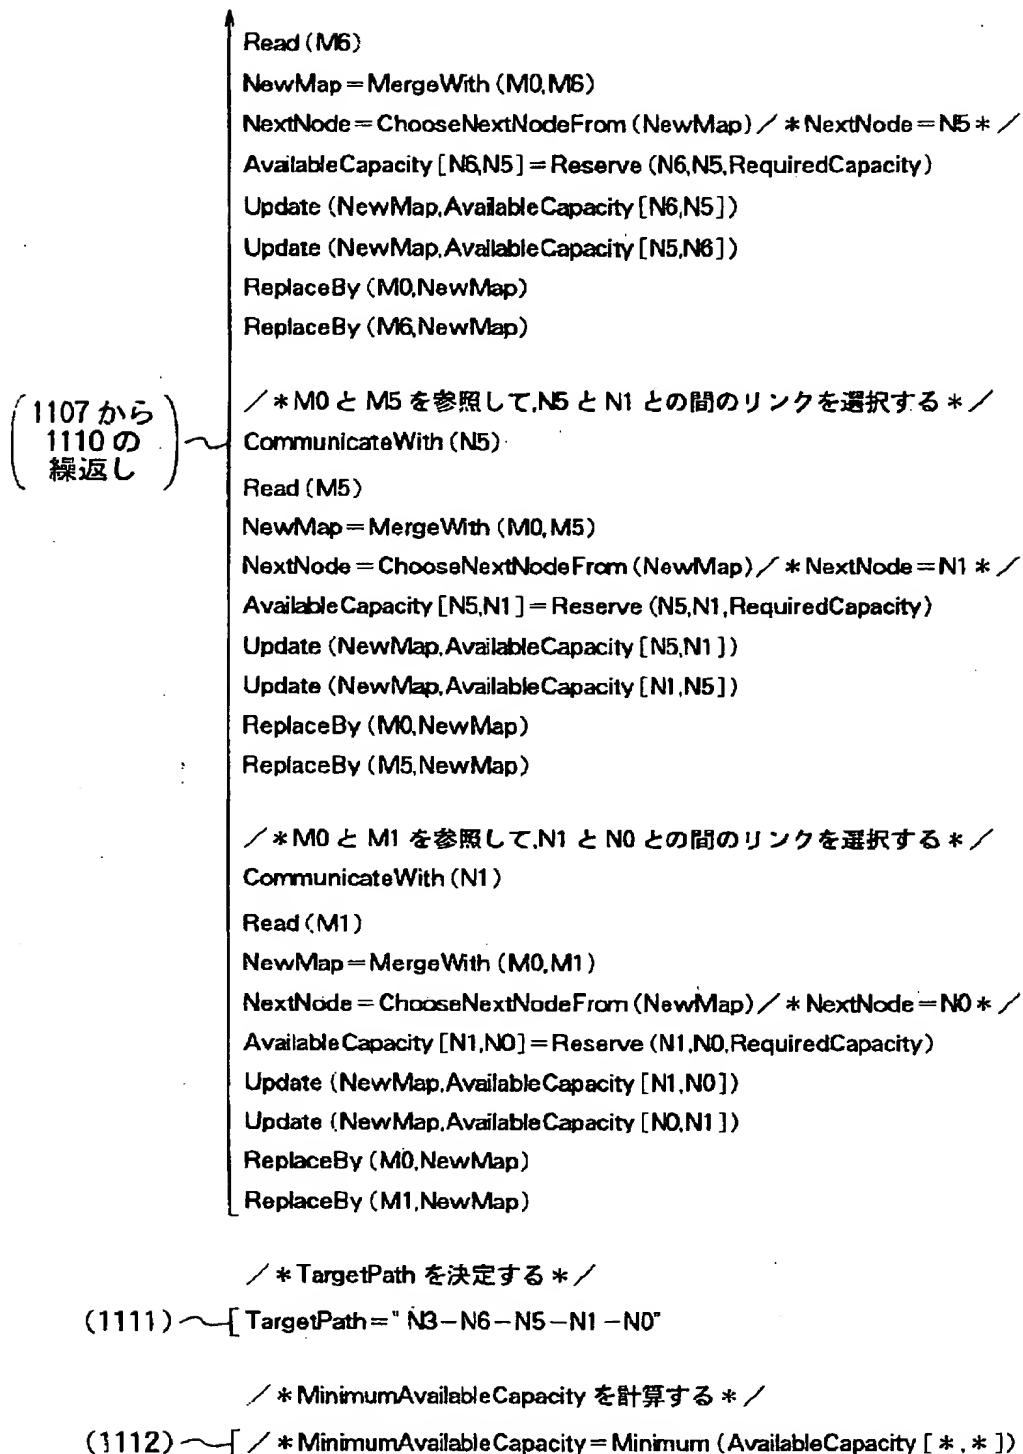 Read (M6)
NewMap=MergeWith (M0,M6)
NextNode=ChooseNextNodeFrom (NewMap)／*NextNode=N5*／
AvailableCapacity [N6,N5]=Reserve (N6,N5,RequiredCapacity)
Update (NewMap,AvailableCapacity [N6,N5])
Update (NewMap,AvailableCapacity [N5,N6])
ReplaceBy (M0,NewMap)
ReplaceBy (M6,NewMap)
／*M0 と M5 を参照して,N5 と N1 との間のリンクを選択する*／
1107 から
1110 の
繰返し
CommunicateWith (N5)
Read (M5)
NewMap=MergeWith (M0,M5)
NextNode=ChooseNextNodeFrom (NewMap)／*NextNode=N1*／
AvailableCapacity [N5,N1]=Reserve (N5,N1,RequiredCapacity)
Update (NewMap,AvailableCapacity [N5,N1])
Update (NewMap,AvailableCapacity [N1,N5])
ReplaceBy (M0,NewMap)
ReplaceBy (M5,NewMap)
／*M0 と M1 を参照して,N1 と N0 との間のリンクを選択する*／
CommunicateWith (N1)
Read (M1)
NewMap=MergeWith (M0,M1)
NextNode=ChooseNextNodeFrom (NewMap)／*NextNode=N0*／
AvailableCapacity [N1,N0]=Reserve (N1,N0,RequiredCapacity)
Update (NewMap,AvailableCapacity [N1,N0])
Update (NewMap,AvailableCapacity [N0,N1])
ReplaceBy (M0,NewMap)
ReplaceBy (M1,NewMap)
／*TargetPath を決定する*／
(1111) TargetPath="N3-N6-N5-N1-N0"
／*MinimumAvailableCapacity を計算する*／
(1112) ／*MinimumAvailableCapacity=Minimum (AvailableCapacity [*,*])